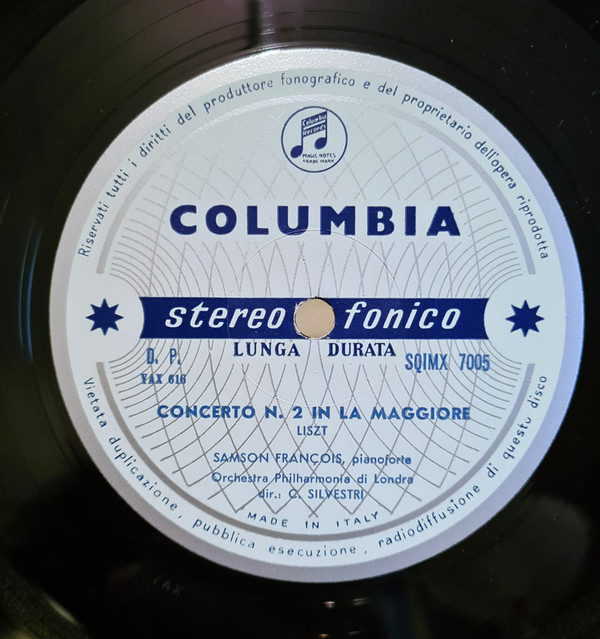 Riservati tutti i diritti del produttore fonografico e del proprietario dell'opera riprodotta
Columbia
Records
MAGIC NOTES
TRADE MARK
COLUMBIA
stereo fonico
LUNGA DURATA
D. P.
YAX 616
SQIMX 7005
CONCERTO N. 2 IN LA MAGGIORE
LISZT
SAMSON FRANÇOIS, pianoforte
Orchestra Philharmonia di Londra
dir.: C. SILVESTRI
MADE IN ITALY
Vietata duplicazione, pubblica esecuzione, radiodiffusione di questo disco
YAX